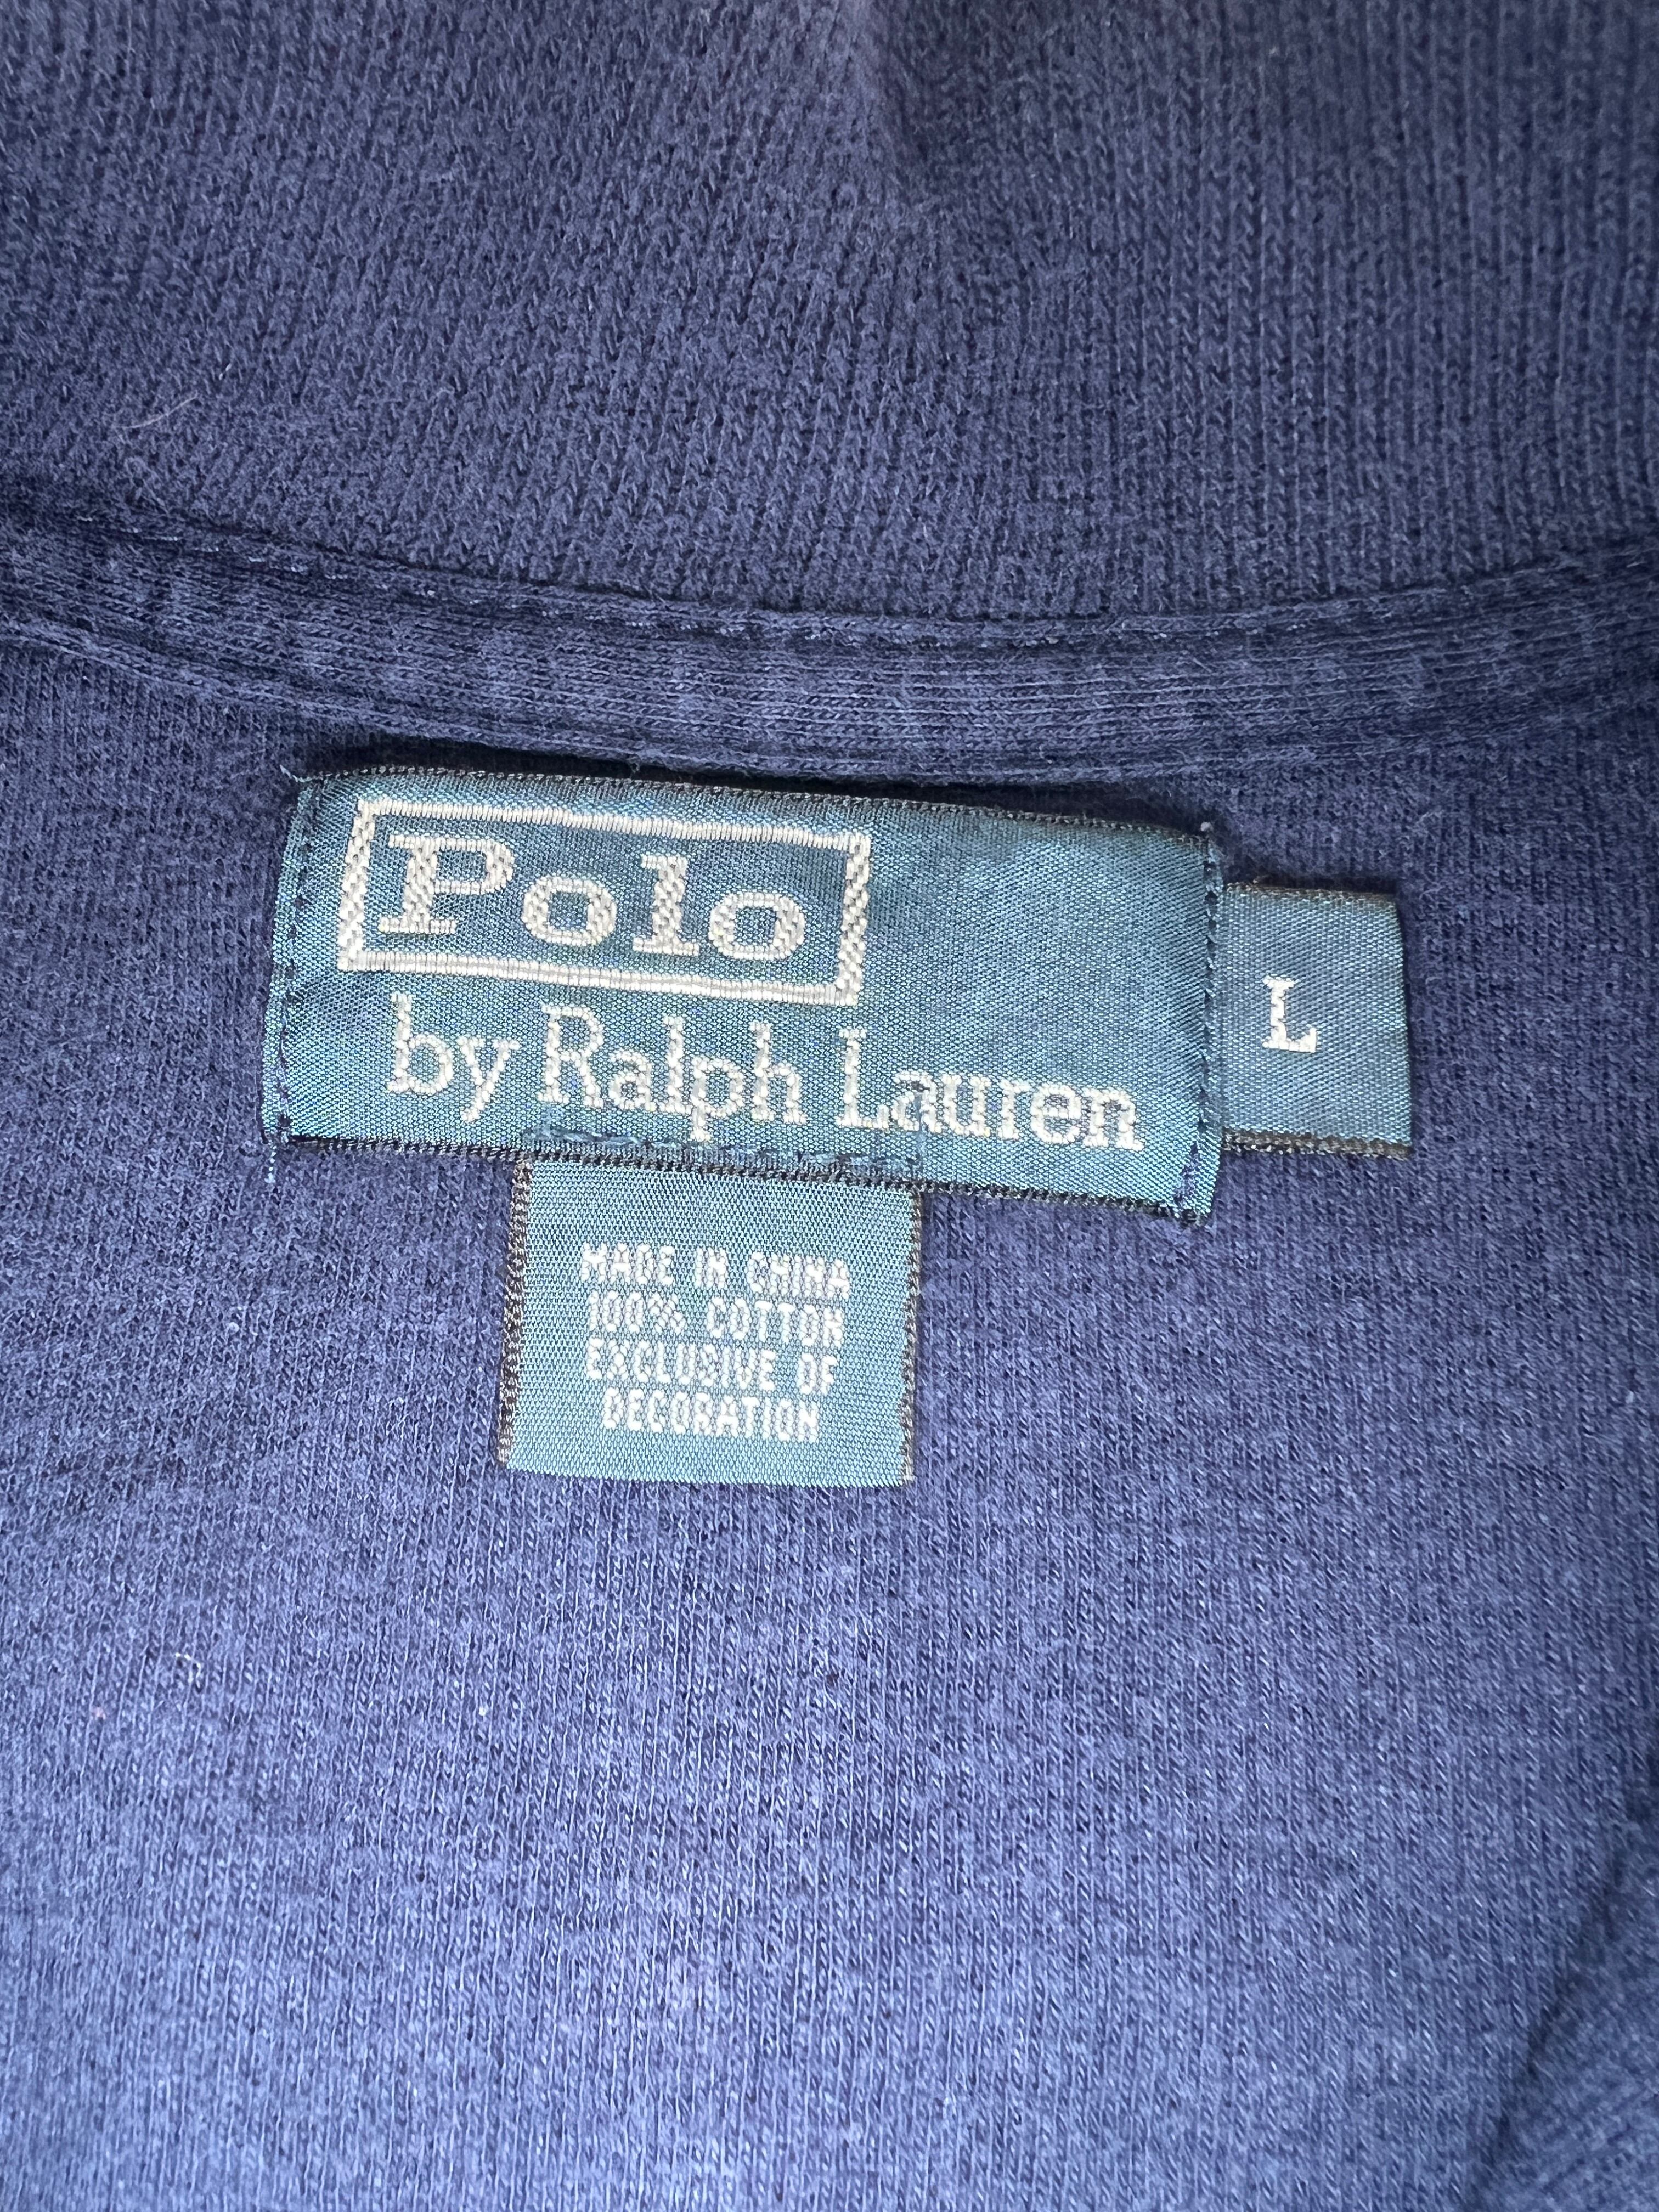 Polo
by Ralph Lauren
L
MADE IN CHINA
100% COTTON
EXCLUSIVE OF
DECORATION